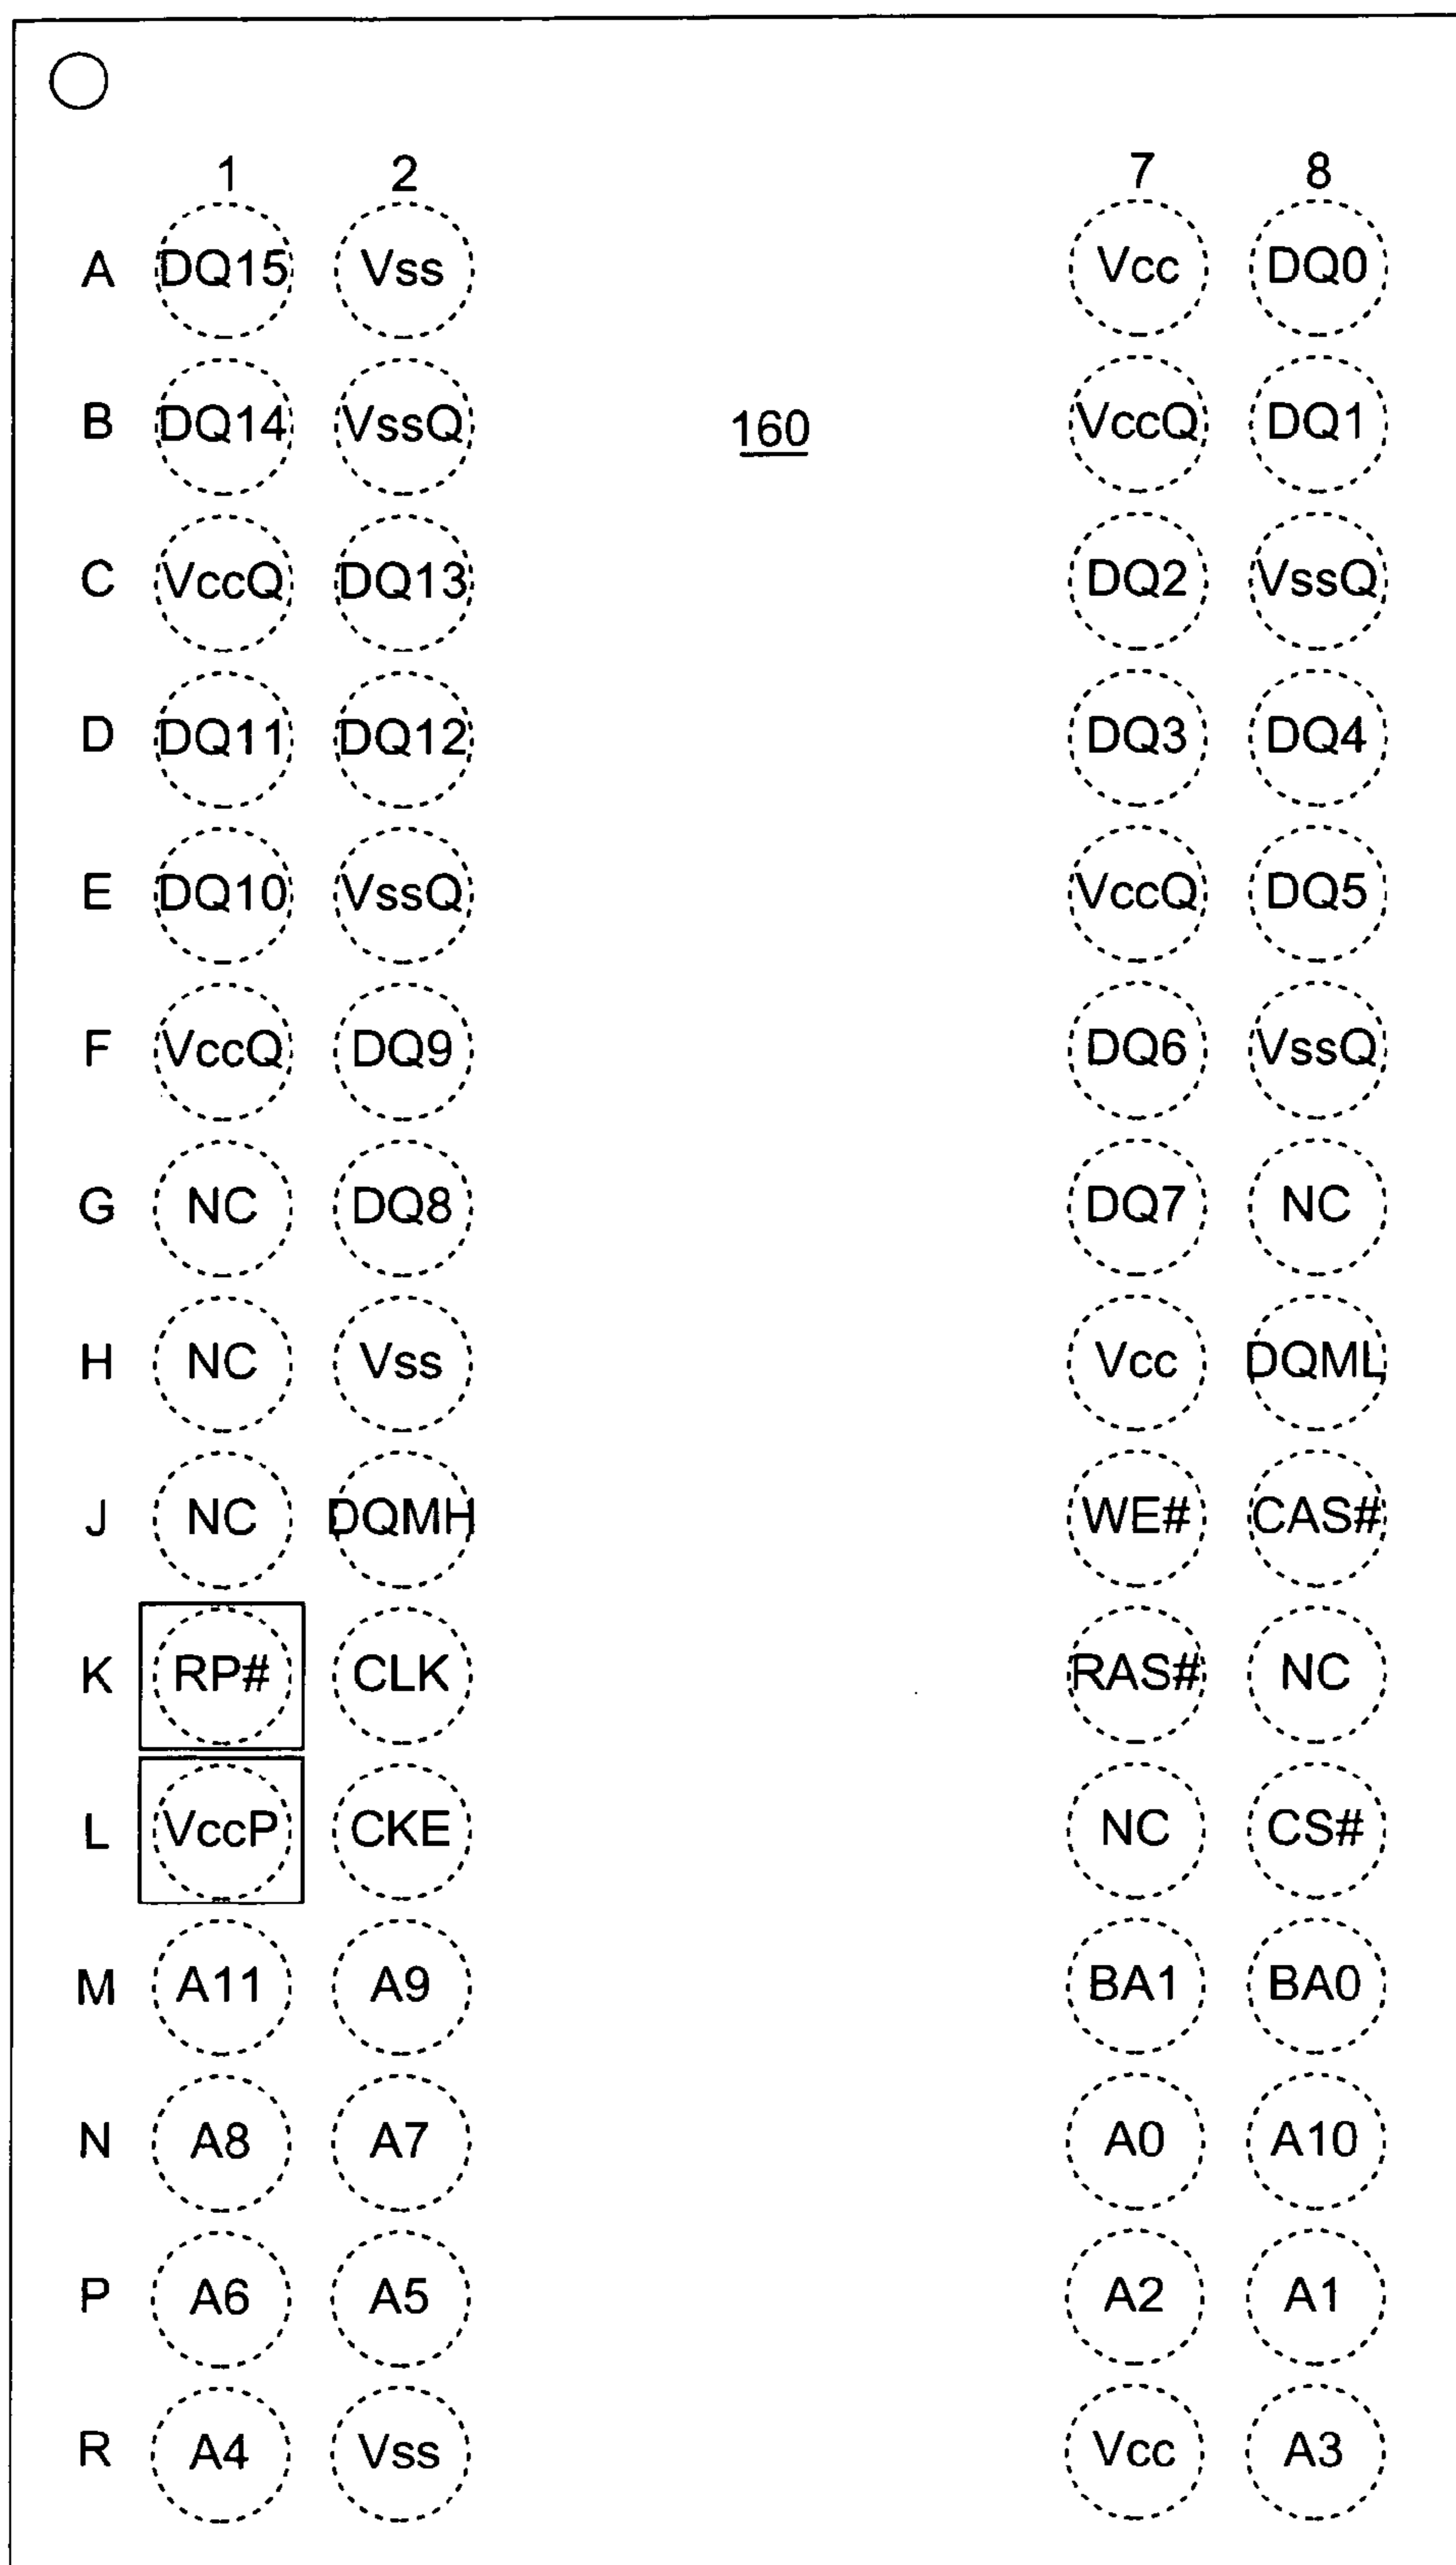 1 2 7 8
A DQ15 Vss Vcc DQ0
B DQ14 VssQ 160 VccQ DQ1
C VccQ DQ13 DQ2 VssQ
D DQ11 DQ12 DQ3 DQ4
E DQ10 VssQ VccQ DQ5
F VccQ DQ9 DQ6 VssQ
G NC DQ8 DQ7 NC
H NC Vss Vcc DQML
J NC DQMH WE# CAS#
K RP# CLK RAS# NC
L VccP CKE NC CS#
M A11 A9 BA1 BA0
N A8 A7 A0 A10
P A6 A5 A2 A1
R A4 Vss Vcc A3